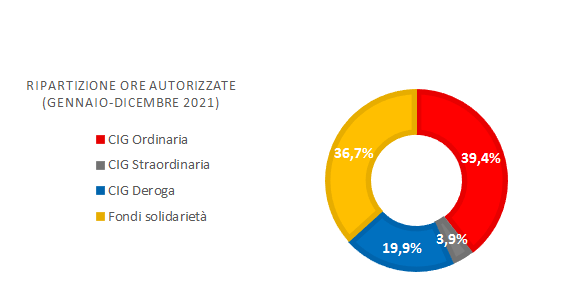 RIPARTIZIONE ORE AUTORIZZATE
(GENNAIO-DICEMBRE 2021)
CIG Ordinaria
CIG Straordinaria
CIG Deroga
Fondi solidarietà
36,7%
39,4%
3,9%
19,9%